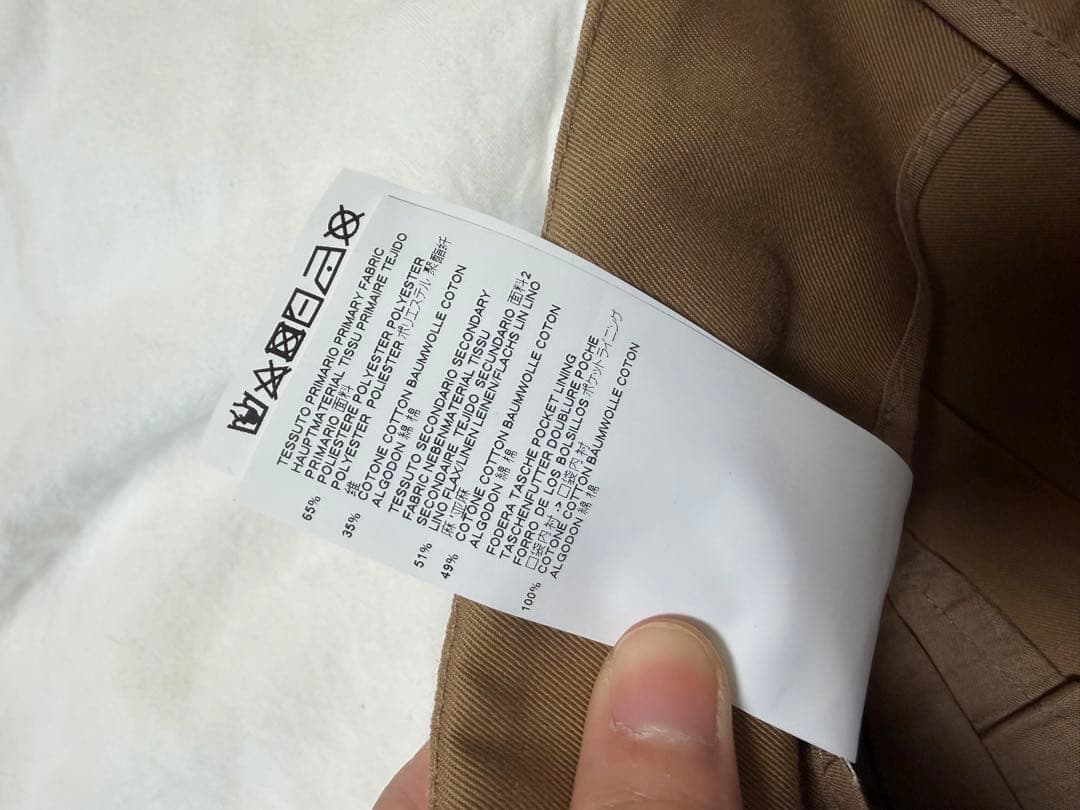 TESSUTO PRIMARIO PRIMARY FABRIC
HAUPTMATERIAL TISSU PRIMAIRE TEJIDO
PRIMARIO 面料
65% POLIESTERE POLYESTER POLYESTER
POLYESTER POLIESTER ポリエステル 聚酯纤
维
35% COTONE COTTON BAUMWOLLE COTON
ALGODON 綿 棉
TESSUTO SECONDARIO SECONDARY
FABRIC NEBENMATERIAL TISSU
SECONDAIRE TEJIDO SECUNDARIO 面料2
51% LINO FLAX/LINEN LEINEN/FLACHS LIN LINO
麻 亚麻
49% COTONE COTTON BAUMWOLLE COTON
ALGODON 綿 棉
FODERA TASCHE POCKET LINING
TASCHENFUTTER DOUBLURE POCHE
FORRO DE LOS BOLSILLOS ポケットライニング
口袋内衬 -> 口袋内 衬
100% COTONE COTTON BAUMWOLLE COTON
ALGODON 綿 棉